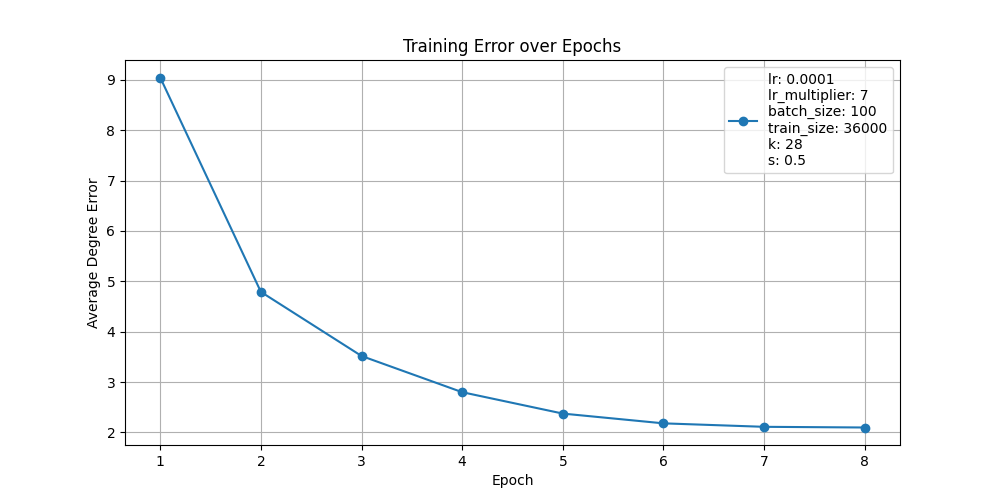 Training Error over Epochs
lr: 0.0001
lr_multiplier: 7
batch_size: 100
train_size: 36000
k: 28
s: 0.5
Average Degree Error
9
8
7
6
5
4
3
2
1 2 3 4 5 6 7 8
Epoch